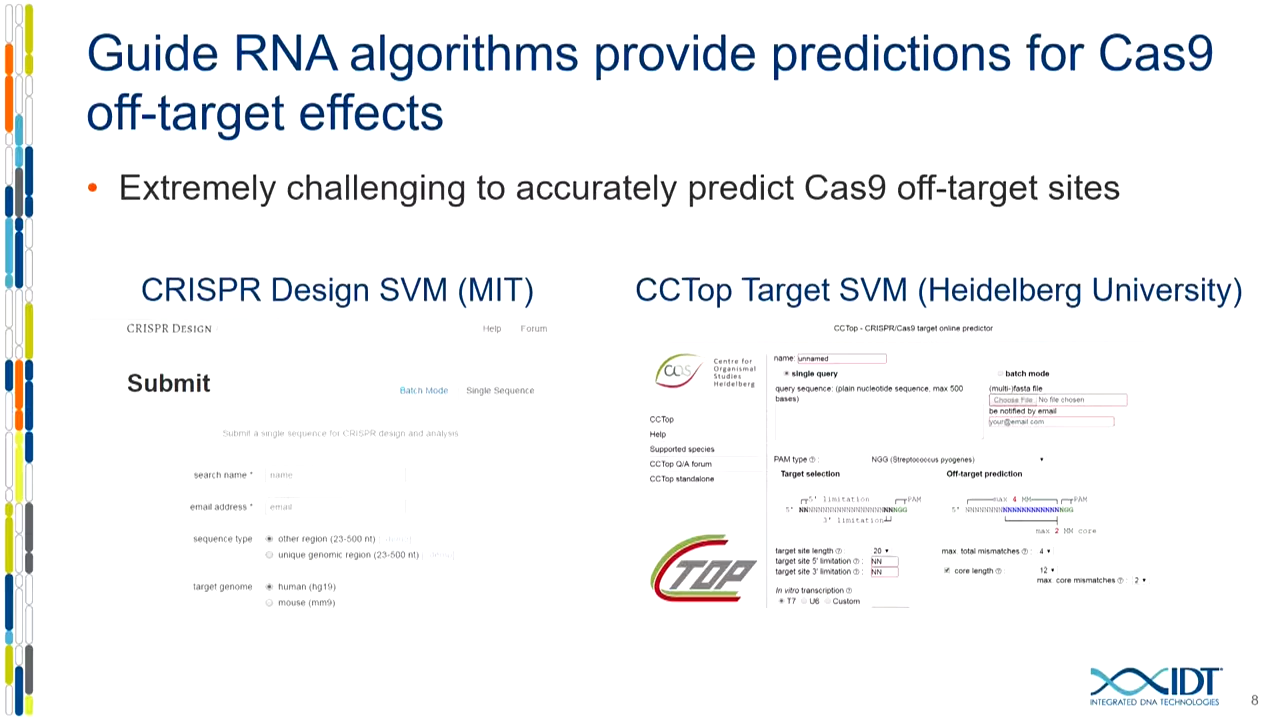 Guide RNA algorithms provide predictions for Cas9
off-target effects
• Extremely challenging to accurately predict Cas9 off-target sites
CRISPR Design SVM (MIT)
CRISPR DESIGN
Help Forum
Submit
Batch Mode Single Sequence
Submit a single sequence for CRISPR design and analysis
search name * name
email address * email
sequence type other region (23-500 nt)
unique genomic region (23-500 nt)
target genome human (hg19)
mouse (mm9)
CCTop Target SVM (Heidelberg University)
CCTop - CRISPR/Cas9 target online predictor
COS
Centre for
Organismal
Studies
Heidelberg
CCTop
Help
Supported species
CCTop Q/A forum
CCTop standalone
TOP
name: unnamed
single query
query sequence: (plain nucleotide sequence, max 500
bases)
batch mode
(multi-)fasta file
Choose File No file chosen
be notified by email
your@email.com
PAM type ? : NGG (Streptococcus pyogenes)
Target selection
5' limitation PAM
3' limitation
Off-target prediction
max 4 MM PAM
max 2 MM core
target site length ? : 20
target site 5' limitation ? : NN
target site 3' limitation ? : NN
In vitro transcription ?
T7 U6 Custom
max. total mismatches ? : 4
core length ? : 12
max. core mismatches ? : 2
IDT
INTEGRATED DNA TECHNOLOGIES
8